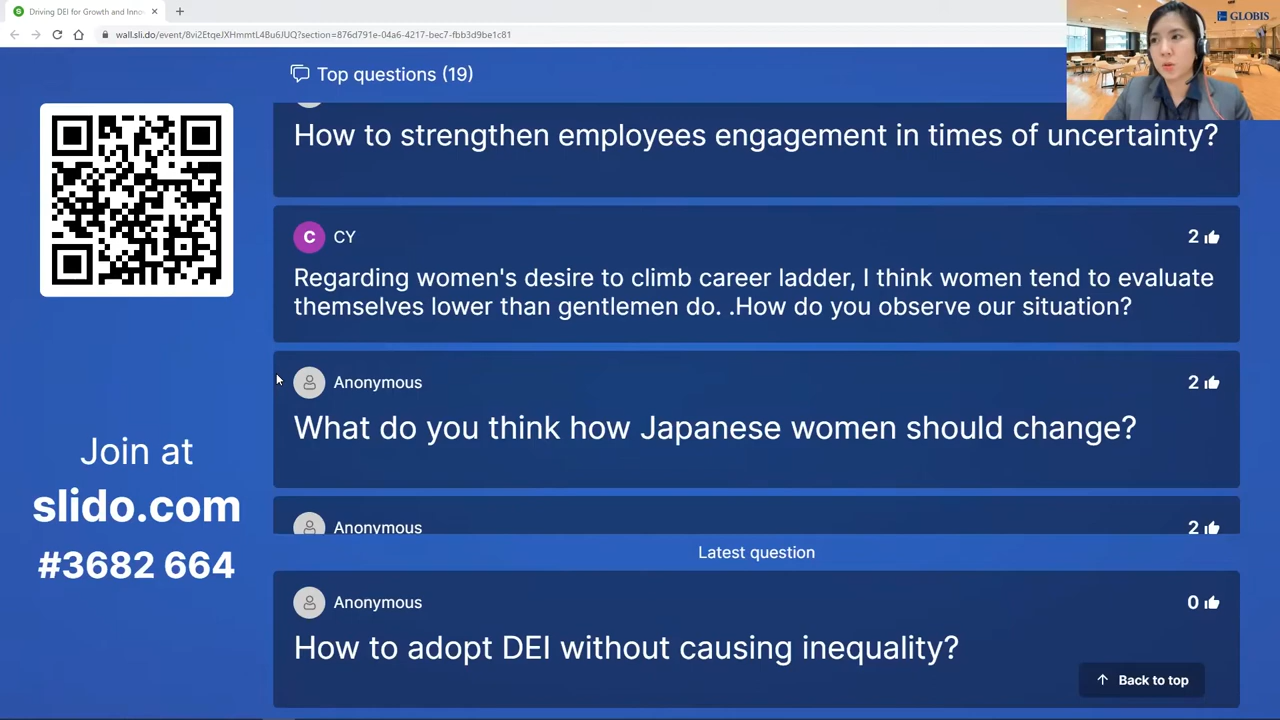 Driving DEI for Growth and Inno
wall.sli.do/event/8vi2EtqeJXHmmtL4Bu6JUQ?section=876d791e-04a6-4217-bec7-fbb3d9be1c81
GLOBIS
Top questions (19)
How to strengthen employees engagement in times of uncertainty?
C CY 2
Regarding women's desire to climb career ladder, I think women tend to evaluate
themselves lower than gentlemen do. .How do you observe our situation?
Anonymous 2
What do you think how Japanese women should change?
Anonymous 2
Join at
slido.com
#3682 664
Latest question
Anonymous 0
How to adopt DEI without causing inequality?
Back to top